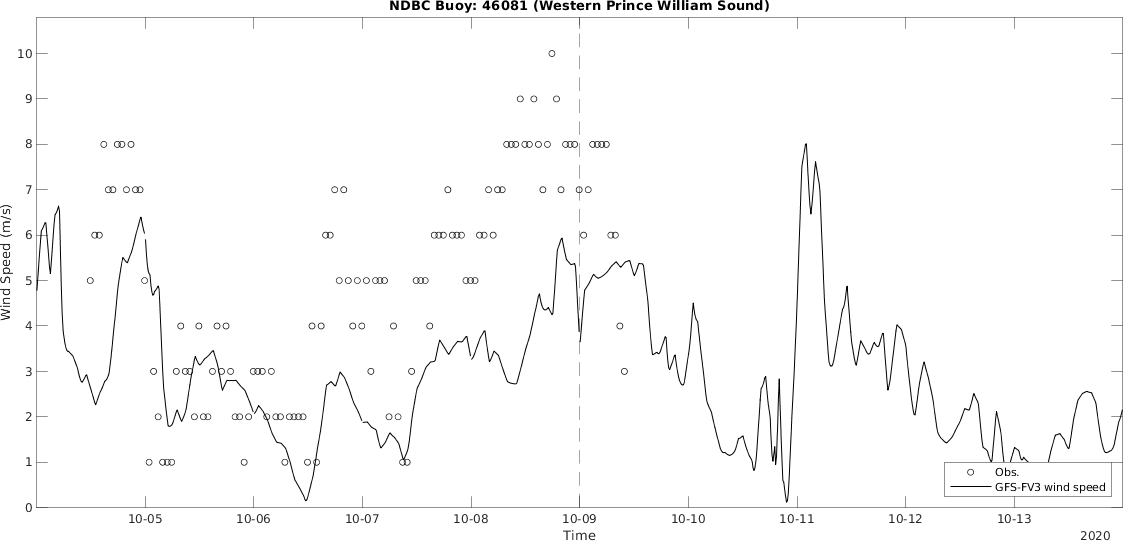 NDBC Buoy: 46081 (Western Prince William Sound)
10
9
8
7
6
5
4
3
2
1
0
Wind Speed (m/s)
10-05 10-06 10-07 10-08 10-09 10-10 10-11 10-12 10-13
Time
2020
Obs.
GFS-FV3 wind speed